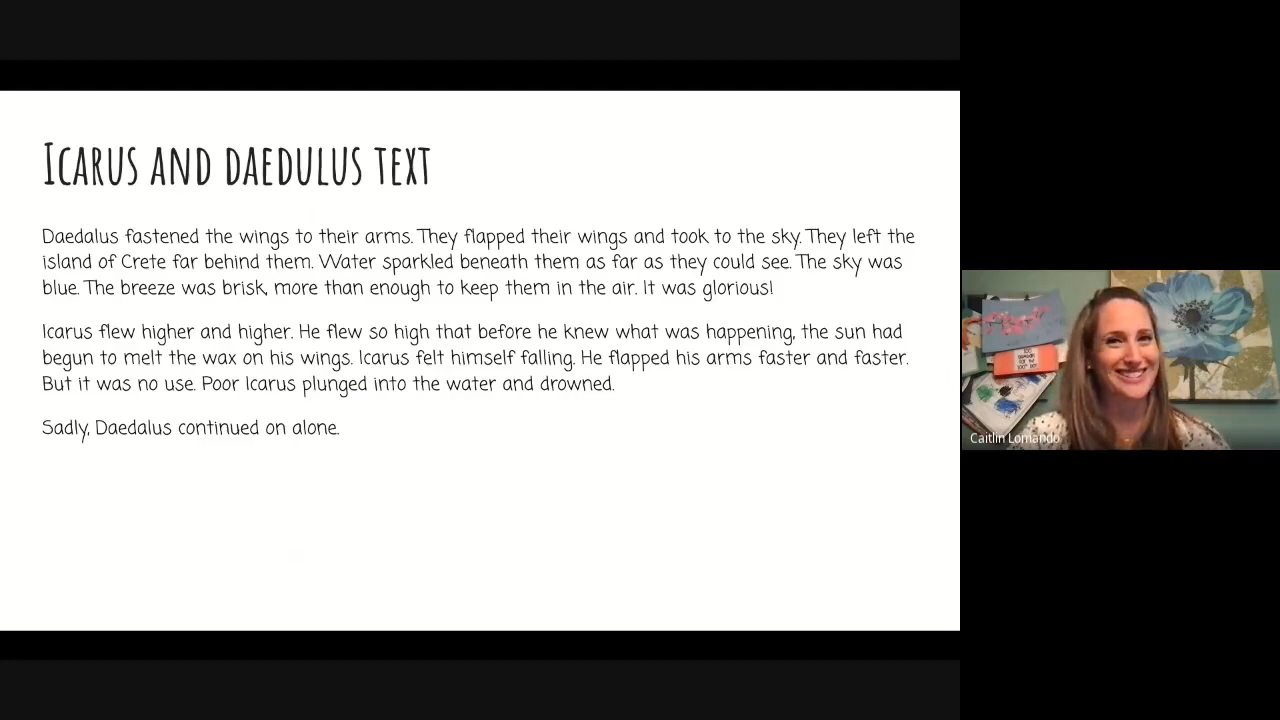 Icarus and daedulus text
Daedalus fastened the wings to their arms. They flapped their wings and took to the sky. They left the
island of Crete far behind them. Water sparkled beneath them as far as they could see. The sky was
blue. The breeze was brisk, more than enough to keep them in the air. It was glorious!
Icarus flew higher and higher. He flew so high that before he knew what was happening, the sun had
begun to melt the wax on his wings. Icarus felt himself falling. He flapped his arms faster and faster.
But it was no use. Poor Icarus plunged into the water and drowned.
Sadly, Daedalus continued on alone.
Caitlin Lomando